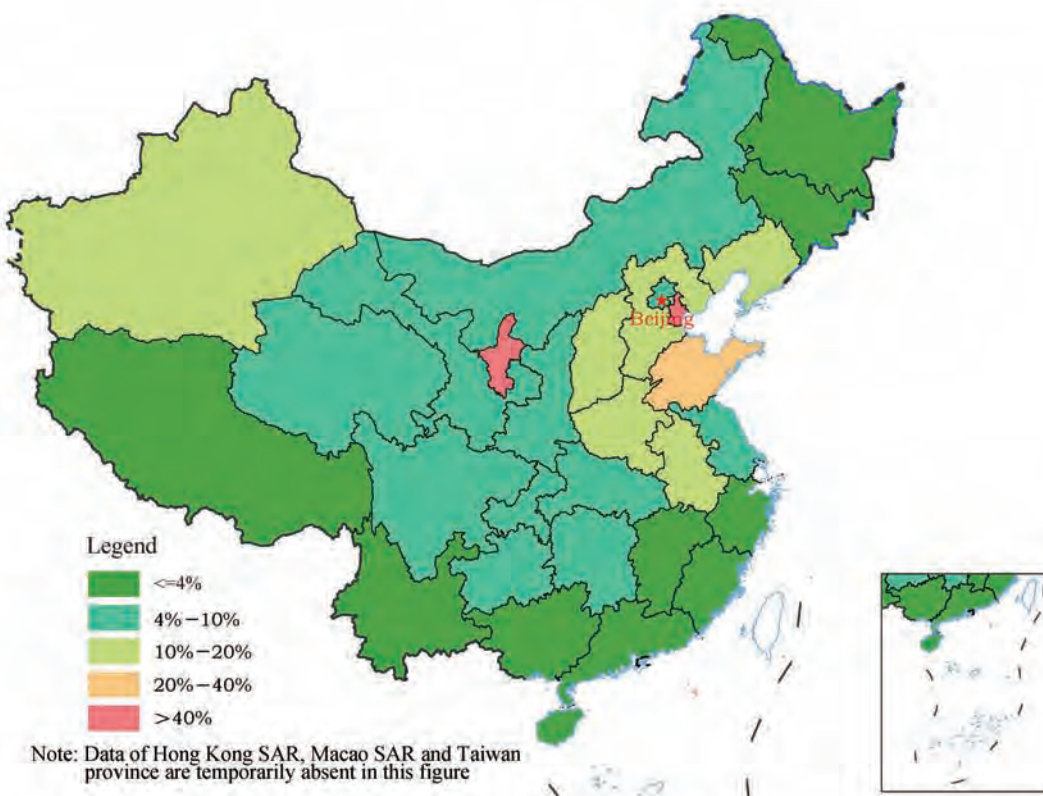 Beijing
Legend
<=4%
4%−10%
10%−20%
20%−40%
>40%
Note: Data of Hong Kong SAR, Macao SAR and Taiwan
province are temporarily absent in this figure